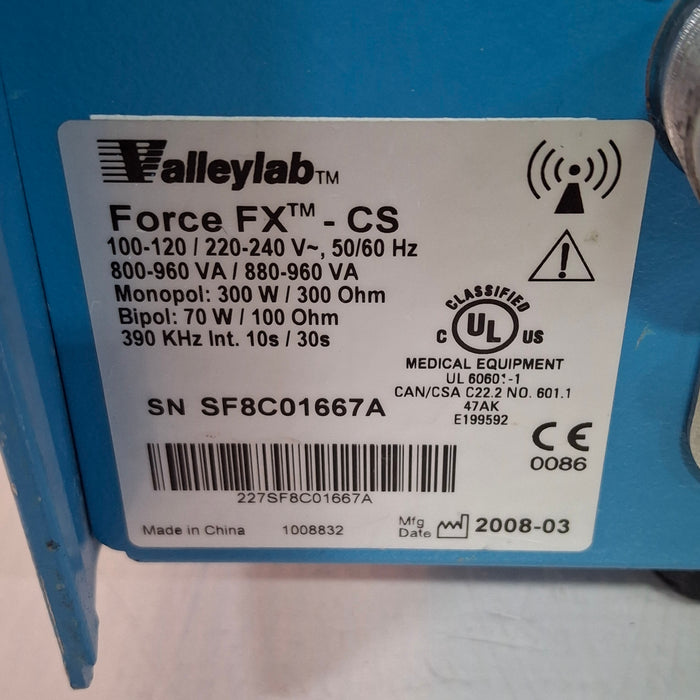 Valleylab™
Force FX™ - CS
100-120 / 220-240 V~, 50/60 Hz
800-960 VA / 880-960 VA
Monopol: 300 W / 300 Ohm
Bipol: 70 W / 100 Ohm
390 KHz Int. 10s / 30s
CLASSIFIED
C UL US
MEDICAL EQUIPMENT
UL 60601-1
CAN/CSA C22.2 NO. 601.1
47AK
E199592
SN SF8C01667A
227SF8C01667A
CE
0086
Made in China 1008832
Mfg Date 2008-03